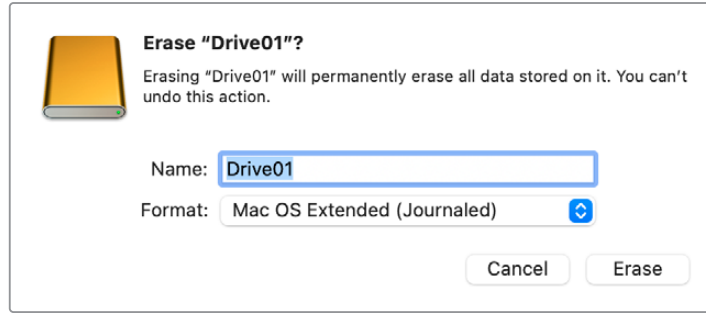 Erase “Drive01”?
Erasing “Drive01” will permanently erase all data stored on it. You can’t
undo this action.
Name: Drive01
Format: Mac OS Extended (Journaled)
Cancel Erase